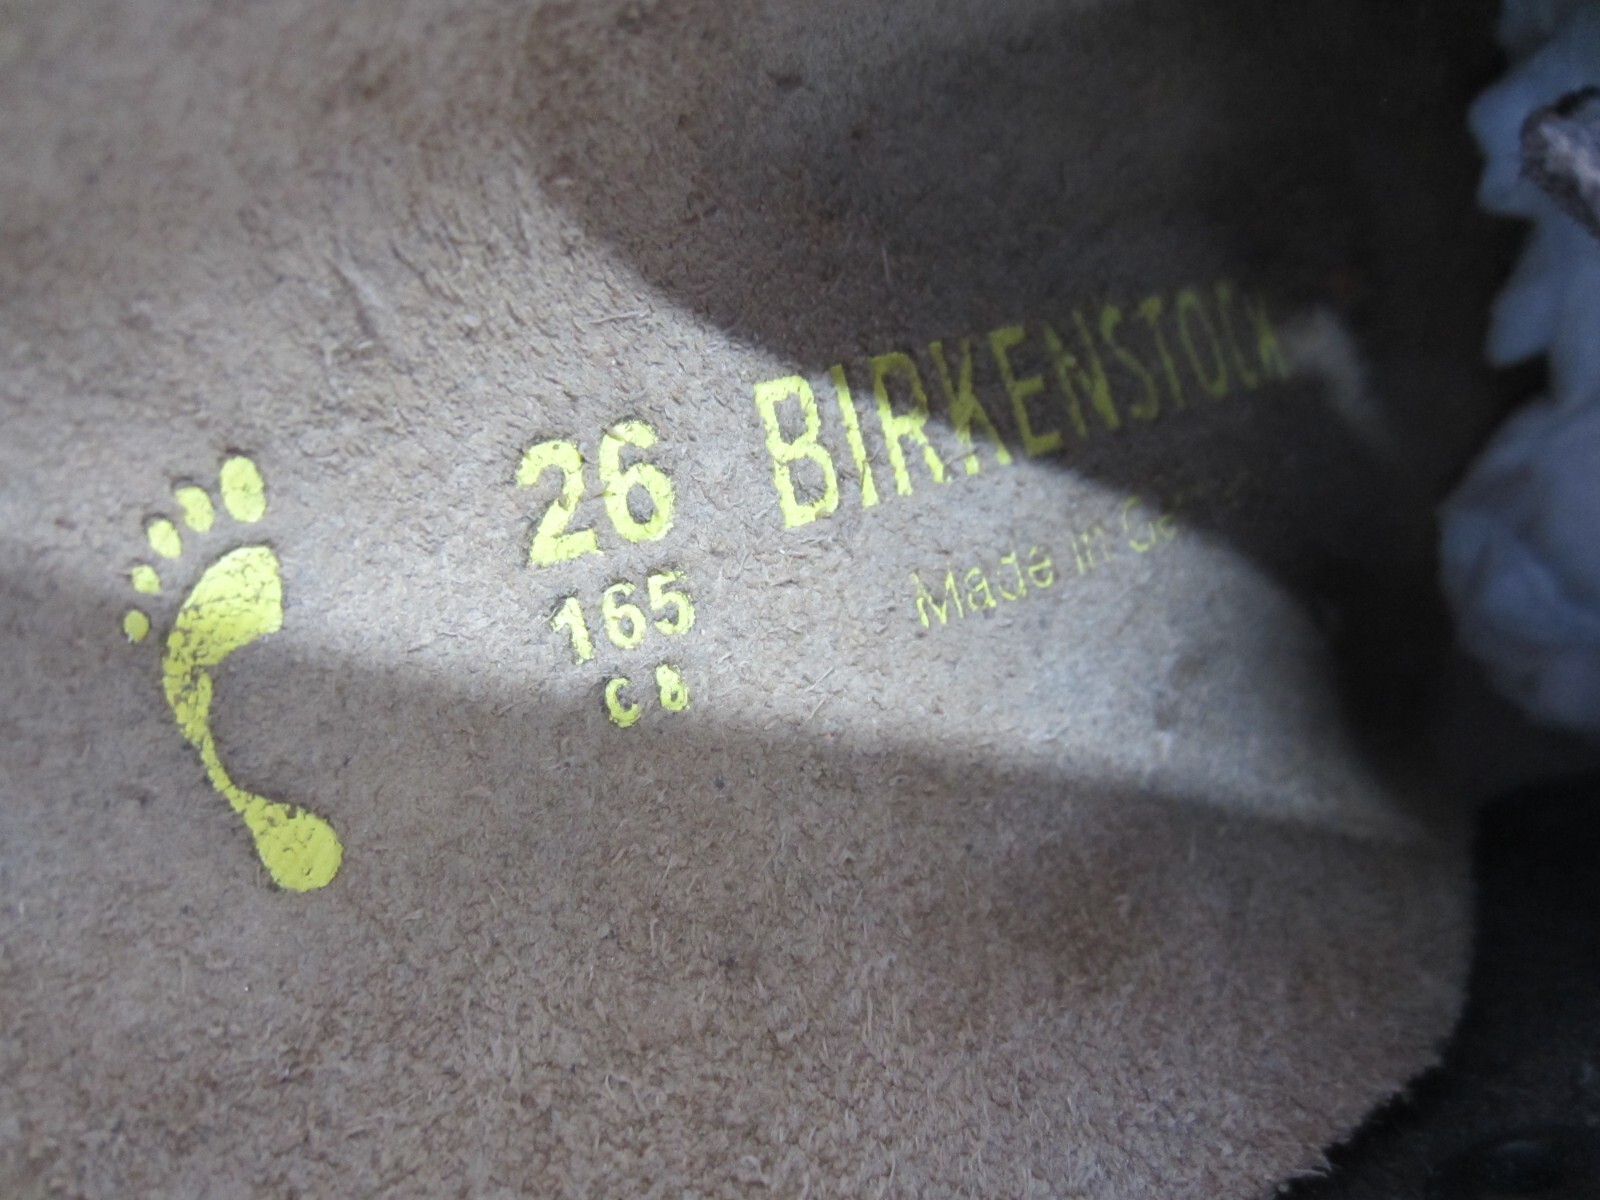 26 BIRKENSTOCK
165 Made in
C 8